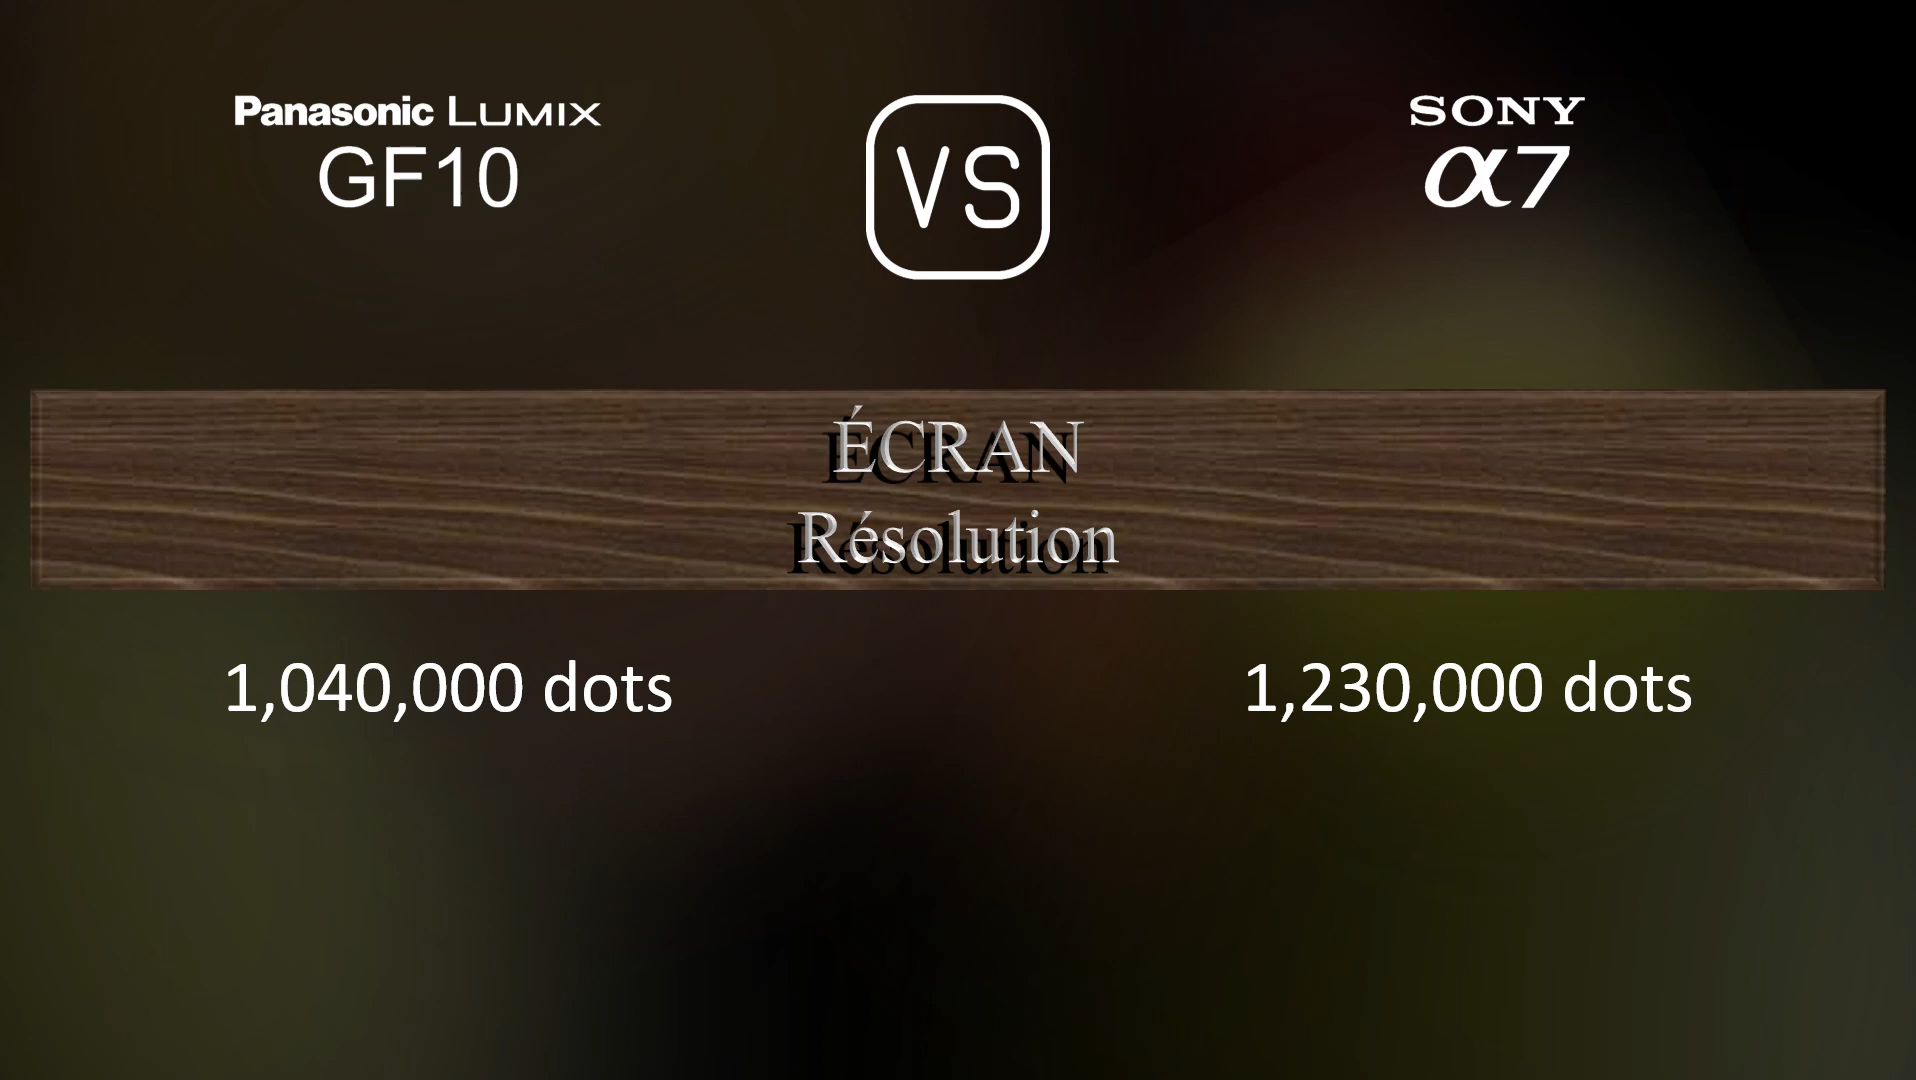 Panasonic LUMIX
GF10
VS
SONY
α7
ÉCRAN
Résolution
1,040,000 dots
1,230,000 dots